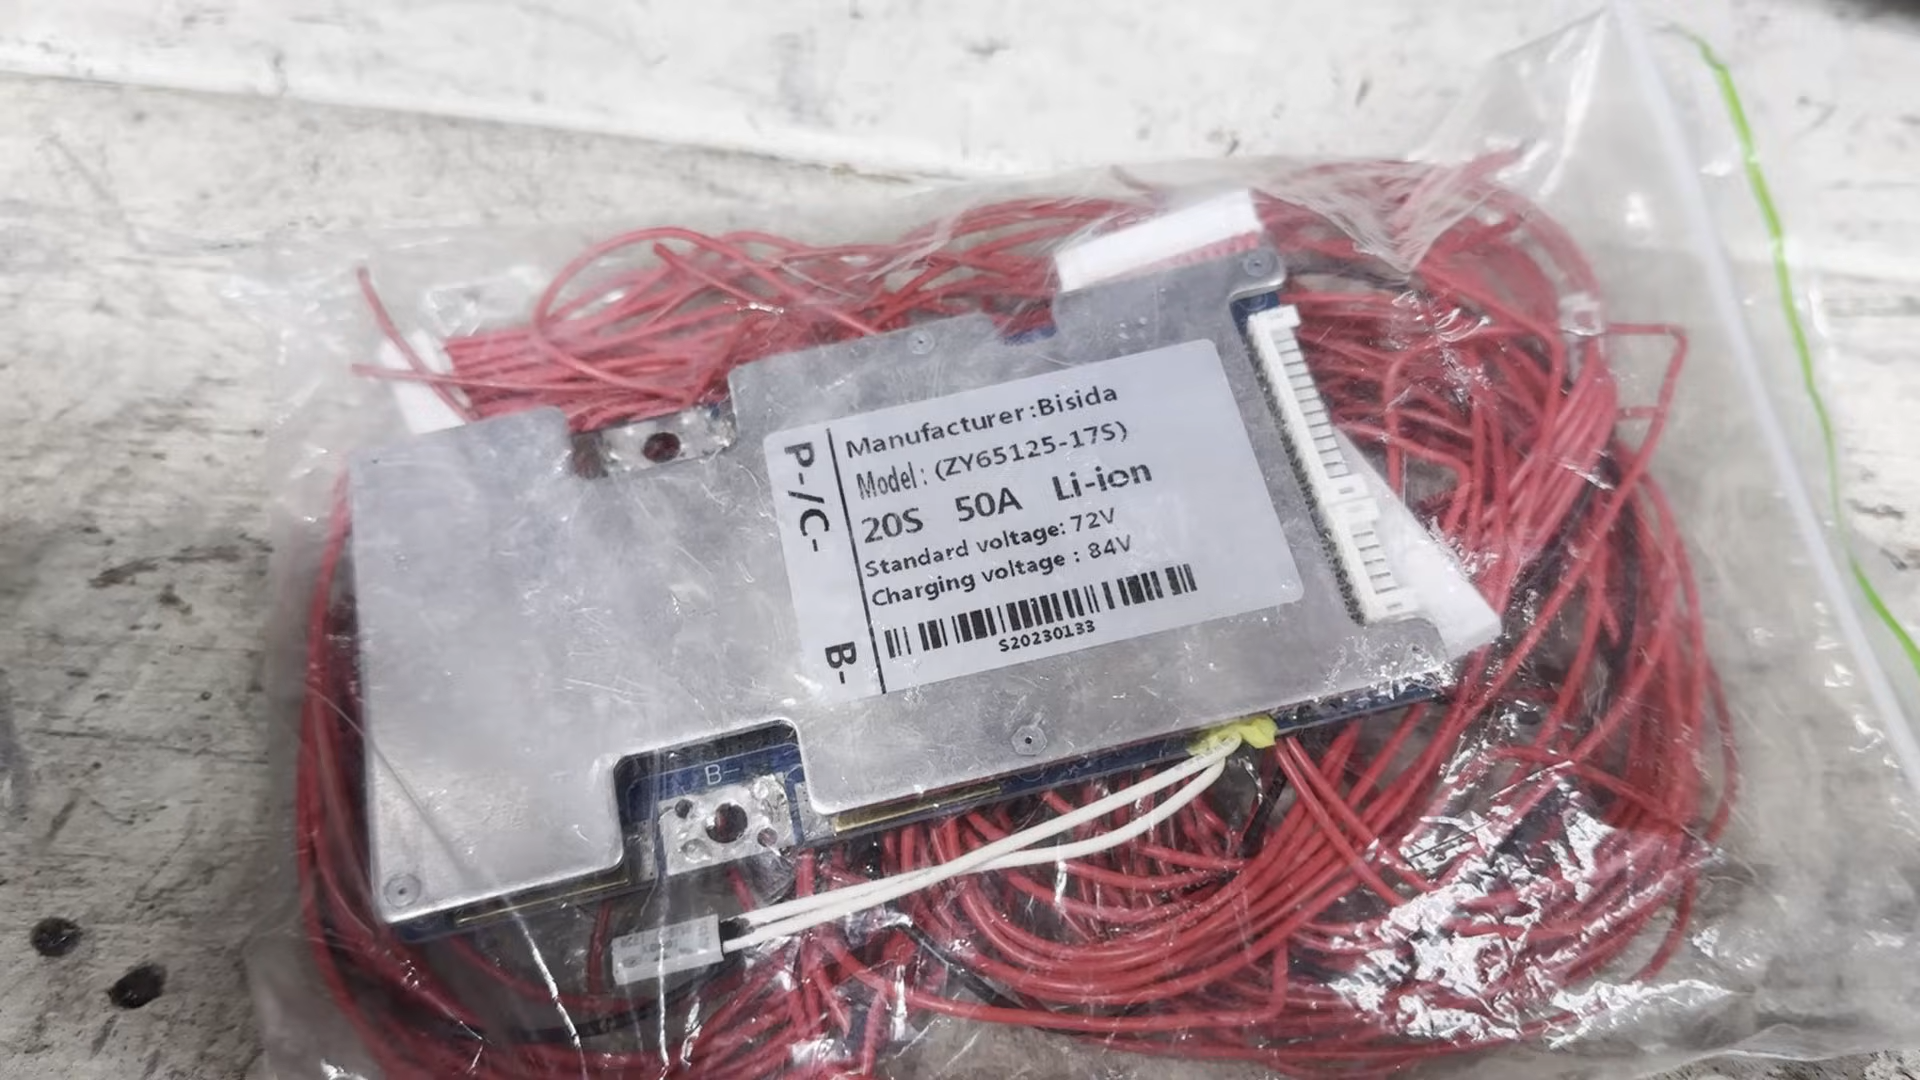 Manufacturer:Bisida
Model: (ZY65125-17S)
20S 50A Li-ion
Standard voltage: 72V
Charging voltage : 84V
S20230133
P-/C-
B-
B-